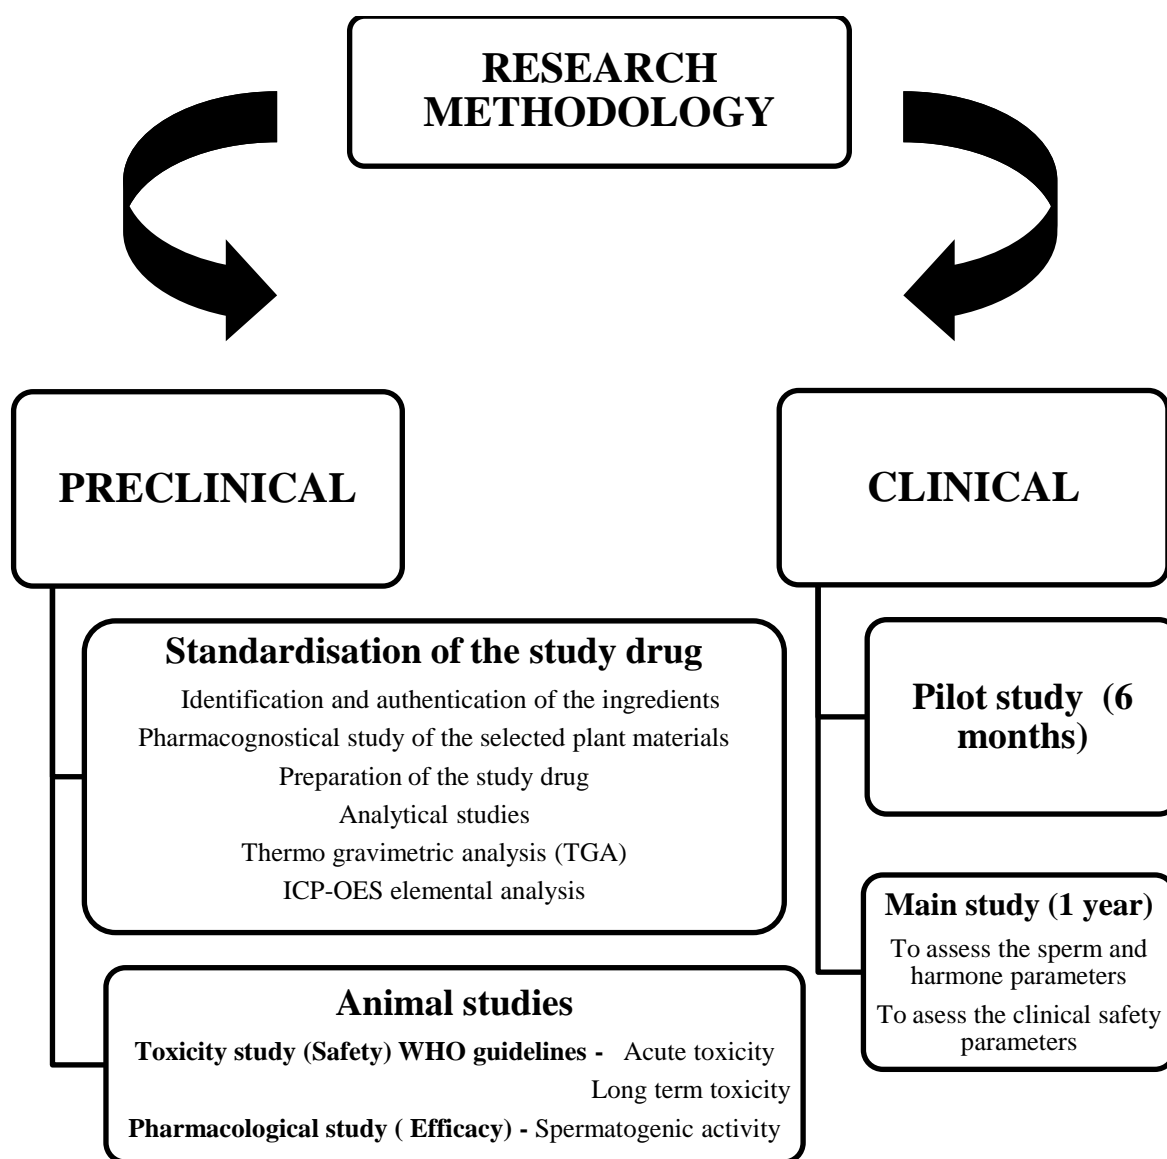 RESEARCH
METHODOLOGY
PRECLINICAL
Standardisation of the study drug
Identification and authentication of the ingredients
Pharmacognostical study of the selected plant materials
Preparation of the study drug
Analytical studies
Thermo gravimetric analysis (TGA)
ICP-OES elemental analysis
Animal studies
Toxicity study (Safety) WHO guidelines - Acute toxicity
Long term toxicity
Pharmacological study ( Efficacy) - Spermatogenic activity
CLINICAL
Pilot study (6
months)
Main study (1 year)
To assess the sperm and
harmone parameters
To asess the clinical safety
parameters